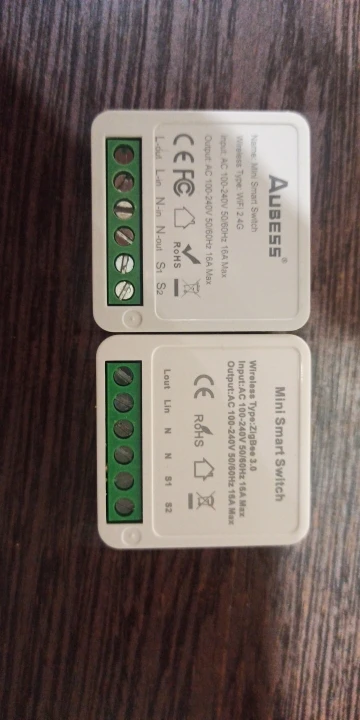 AUBESS®
Name: Mini Smart Switch
Wireless Type: WiFi 2.4G
Input: AC 100-240V 50/60Hz 16A Max
Output: AC 100-240V 50/60Hz 16A Max
CE FC RoHS
L-out L-in N-in N-out S1 S2
Mini Smart Switch
Wireless Type:ZigBee 3.0
Input:AC 100-240V 50/60Hz 16A Max
Output:AC 100-240V 50/60Hz 16A Max
CE RoHS
Lout Lin N N S1 S2